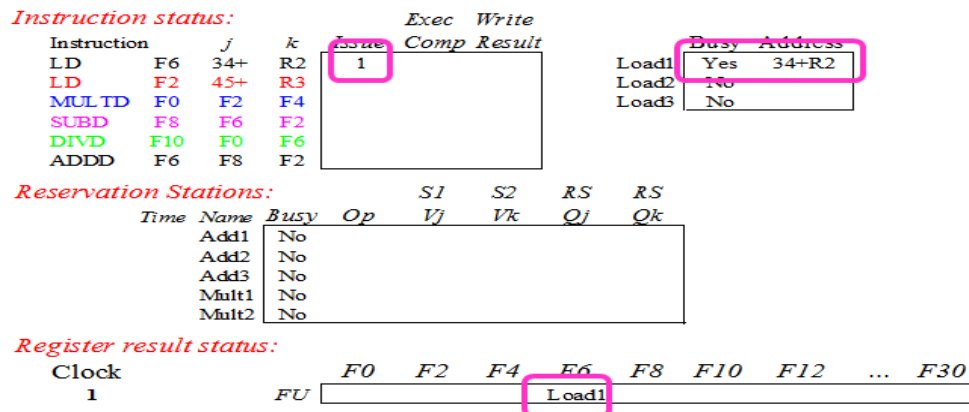 Instruction status: Exec Write
Instruction j k Issue Comp Result Busy Address
LD F6 34+ R2 1 Load1 Yes 34+R2
LD F2 45+ R3 Load2 No
MULTD F0 F2 F4 Load3 No
SUBD F8 F6 F2
DIVD F10 F0 F6
ADDD F6 F8 F2
Reservation Stations: S1 S2 RS RS
Time Name Busy Op Vj Vk Qj Qk
Add1 No
Add2 No
Add3 No
Mult1 No
Mult2 No
Register result status:
Clock F0 F2 F4 F6 F8 F10 F12 ... F30
1 FU Load1